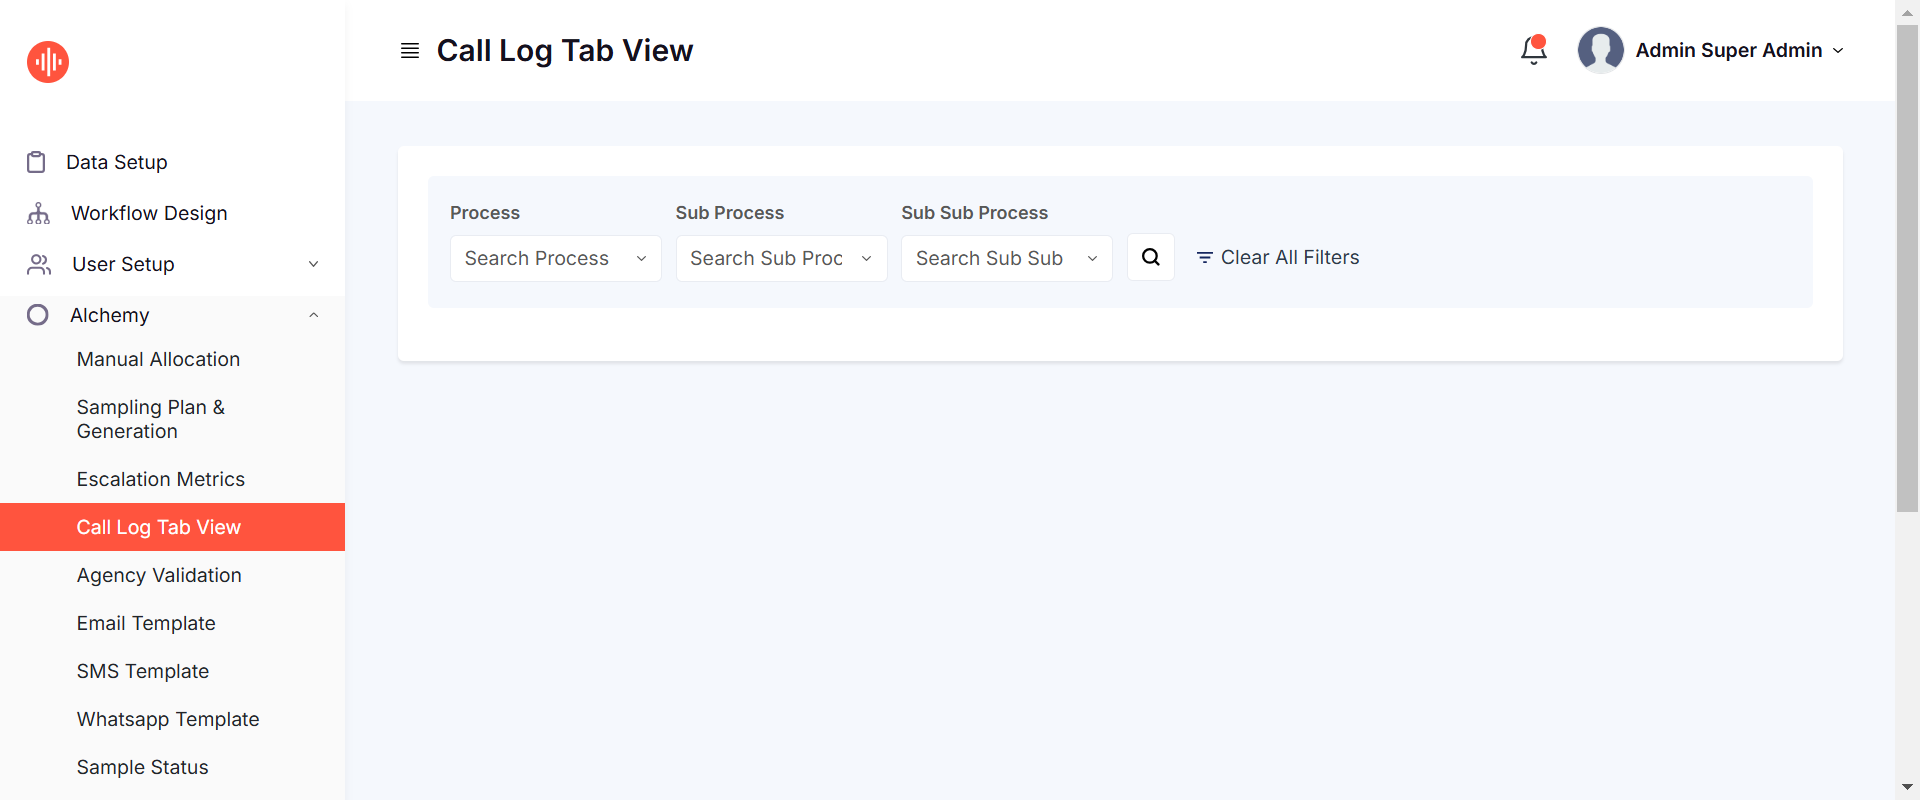 Call Log Tab View
Admin Super Admin
Data Setup
Workflow Design
User Setup
Alchemy
Manual Allocation
Sampling Plan &
Generation
Escalation Metrics
Call Log Tab View
Agency Validation
Email Template
SMS Template
Whatsapp Template
Sample Status
Process
Sub Process
Sub Sub Process
Search Process
Search Sub Proc
Search Sub Sub
Clear All Filters